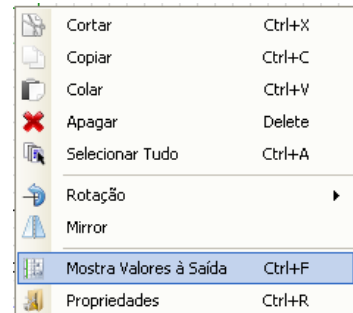 Cortar Ctrl+X
Copiar Ctrl+C
Colar Ctrl+V
Apagar Delete
Selecionar Tudo Ctrl+A
Rotação
Mirror
Mostra Valores à Saída Ctrl+F
Propriedades Ctrl+R